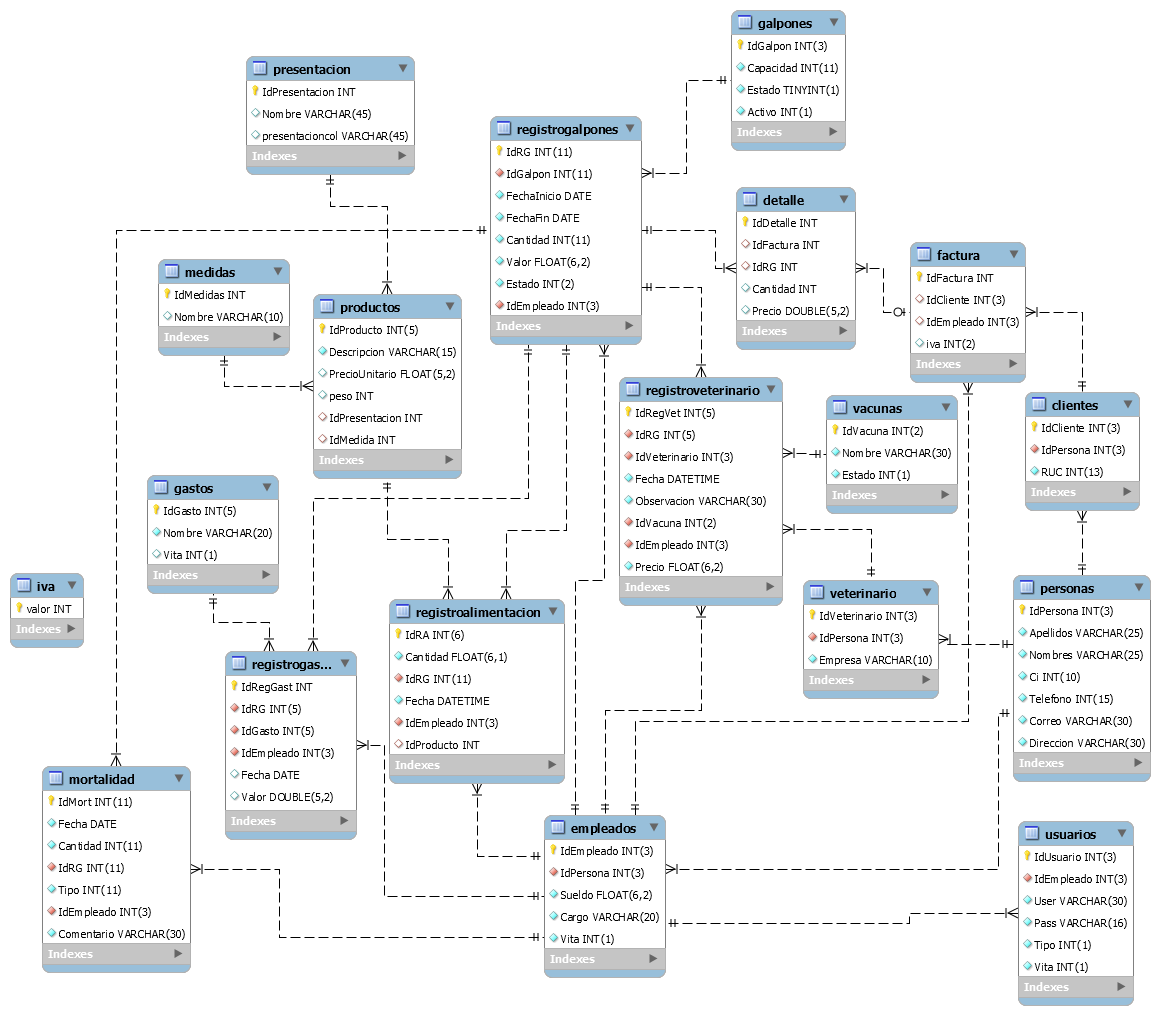 galpones
IdGalpon INT(3)
Capacidad INT(11)
Estado TINYINT(1)
Activo INT(1)
Indexes
presentacion
IdPresentacion INT
Nombre VARCHAR(45)
presentacioncol VARCHAR(45)
Indexes
registrogalpones
IdRG INT(11)
IdGalpon INT(11)
FechaInicio DATE
FechaFin DATE
Cantidad INT(11)
Valor FLOAT(6,2)
Estado INT(2)
IdEmpleado INT(3)
Indexes
detalle
IdDetalle INT
IdFactura INT
IdRG INT
Cantidad INT
Precio DOUBLE(5,2)
Indexes
factura
IdFactura INT
IdCliente INT(3)
IdEmpleado INT(3)
iva INT(2)
Indexes
medidas
IdMedidas INT
Nombre VARCHAR(10)
Indexes
productos
IdProducto INT(5)
Descripcion VARCHAR(15)
PrecioUnitario FLOAT(5,2)
peso INT
IdPresentacion INT
IdMedida INT
Indexes
registroveterinario
IdRegVet INT(5)
IdRG INT(5)
IdVeterinario INT(3)
Fecha DATETIME
Observacion VARCHAR(30)
IdVacuna INT(2)
IdEmpleado INT(3)
Precio FLOAT(6,2)
Indexes
vacunas
IdVacuna INT(2)
Nombre VARCHAR(30)
Estado INT(1)
Indexes
clientes
IdCliente INT(3)
IdPersona INT(3)
RUC INT(13)
Indexes
gastos
IdGasto INT(5)
Nombre VARCHAR(20)
Vita INT(1)
Indexes
iva
valor INT
Indexes
registroalimentacion
IdRA INT(6)
Cantidad FLOAT(6,1)
IdRG INT(11)
Fecha DATETIME
IdEmpleado INT(3)
IdProducto INT
Indexes
veterinario
IdVeterinario INT(3)
IdPersona INT(3)
Empresa VARCHAR(10)
Indexes
personas
IdPersona INT(3)
Apellidos VARCHAR(25)
Nombres VARCHAR(25)
Ci INT(10)
Telefono INT(15)
Correo VARCHAR(30)
Direccion VARCHAR(30)
Indexes
registrogas...
IdRegGast INT
IdRG INT(5)
IdGasto INT(5)
IdEmpleado INT(3)
Fecha DATE
Valor DOUBLE(5,2)
Indexes
mortalidad
IdMort INT(11)
Fecha DATE
Cantidad INT(11)
IdRG INT(11)
Tipo INT(11)
IdEmpleado INT(3)
Comentario VARCHAR(30)
Indexes
empleados
IdEmpleado INT(3)
IdPersona INT(3)
Sueldo FLOAT(6,2)
Cargo VARCHAR(20)
Vita INT(1)
Indexes
usuarios
IdUsuario INT(3)
IdEmpleado INT(3)
User VARCHAR(30)
Pass VARCHAR(16)
Tipo INT(1)
Vita INT(1)
Indexes